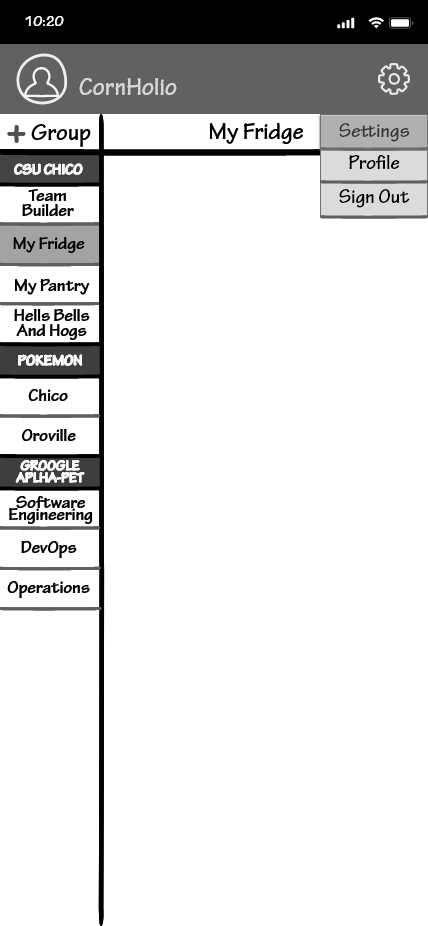 10:20
CornHolio
+ Group
My Fridge
Settings
Profile
Sign Out
CSU CHICO
Team
Builder
My Fridge
My Pantry
Hells Bells
And Hogs
POKEMON
Chico
Oroville
GROOGLE
APLHA-PET
Software
Engineering
DevOps
Operations